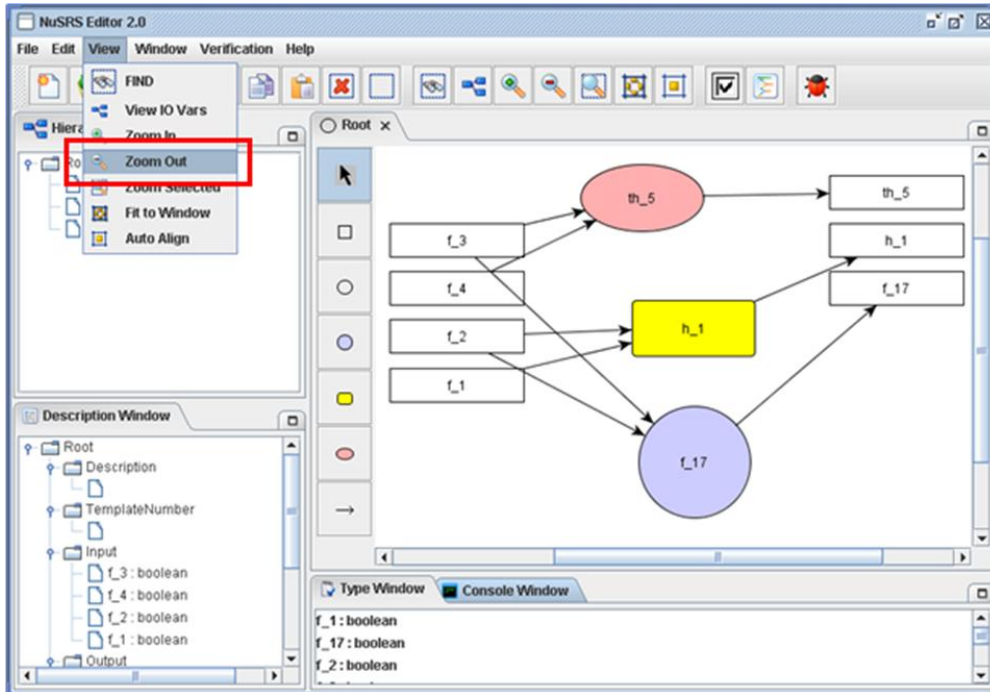 NuSRS Editor 2.0
File Edit View Window Verification Help
FIND
View IO Vars
Zoom In
Zoom Out
Zoom Selected
Fit to Window
Auto Align
Root
th_5
th_5
f_3
h_1
f_4
f_17
f_2
h_1
f_1
f_17
Description Window
Root
Description
TemplateNumber
Input
f_3 : boolean
f_4 : boolean
f_2 : boolean
f_1 : boolean
Output
Type Window
Console Window
f_1 : boolean
f_17 : boolean
f_2 : boolean